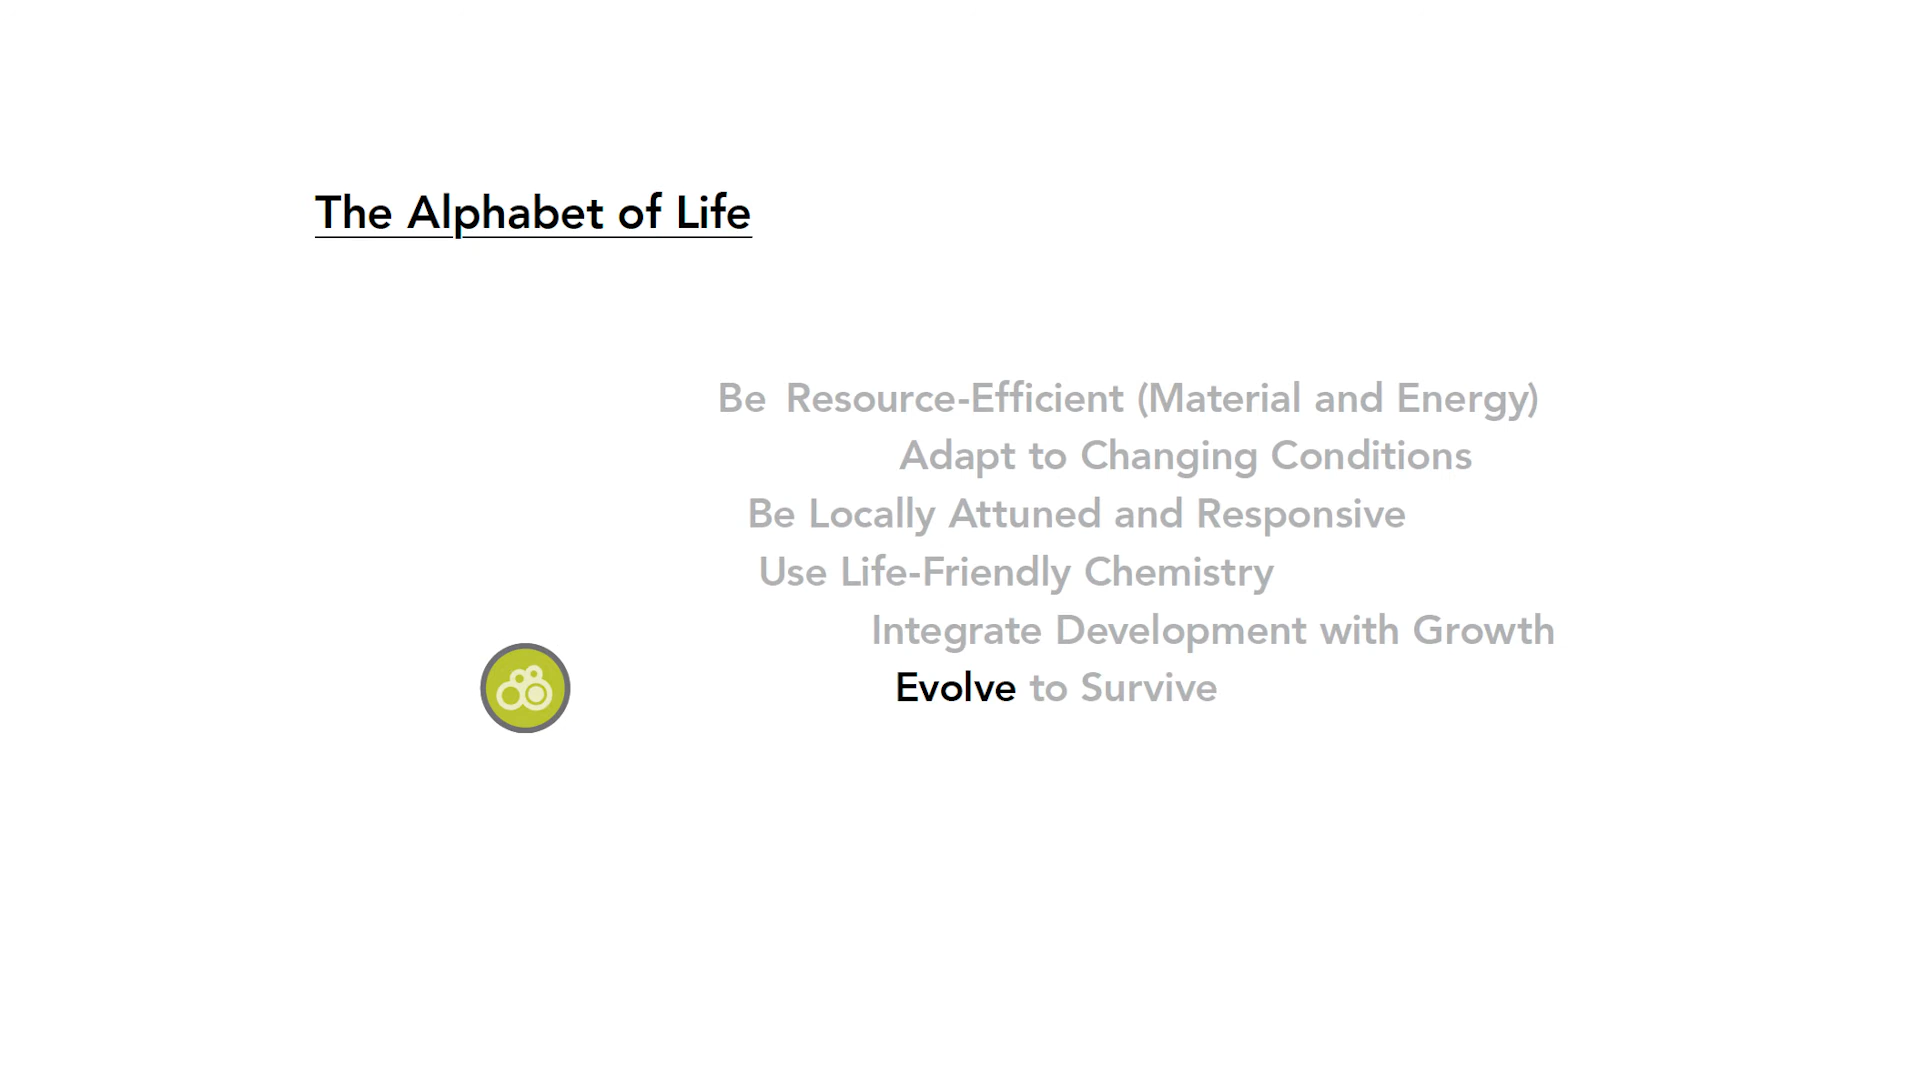 The Alphabet of Life
Be Resource-Efficient (Material and Energy)
Adapt to Changing Conditions
Be Locally Attuned and Responsive
Use Life-Friendly Chemistry
Integrate Development with Growth
Evolve to Survive